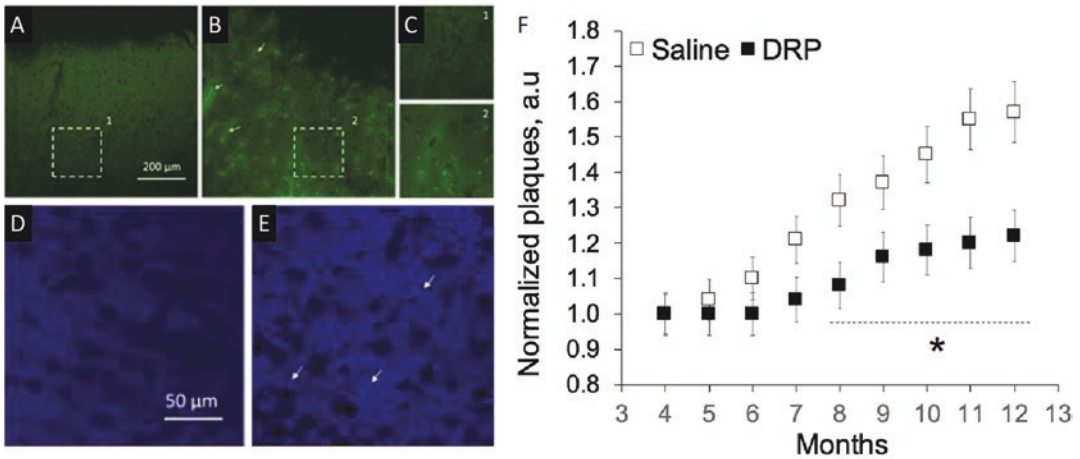 A
B
C
1
1
2
2
200 µm
D
E
50 µm
F
Saline
DRP
Normalized plaques, a.u
1.8
1.7
1.6
1.5
1.4
1.3
1.2
1.1
1.0
0.9
0.8
*
3 4 5 6 7 8 9 10 11 12 13
Months